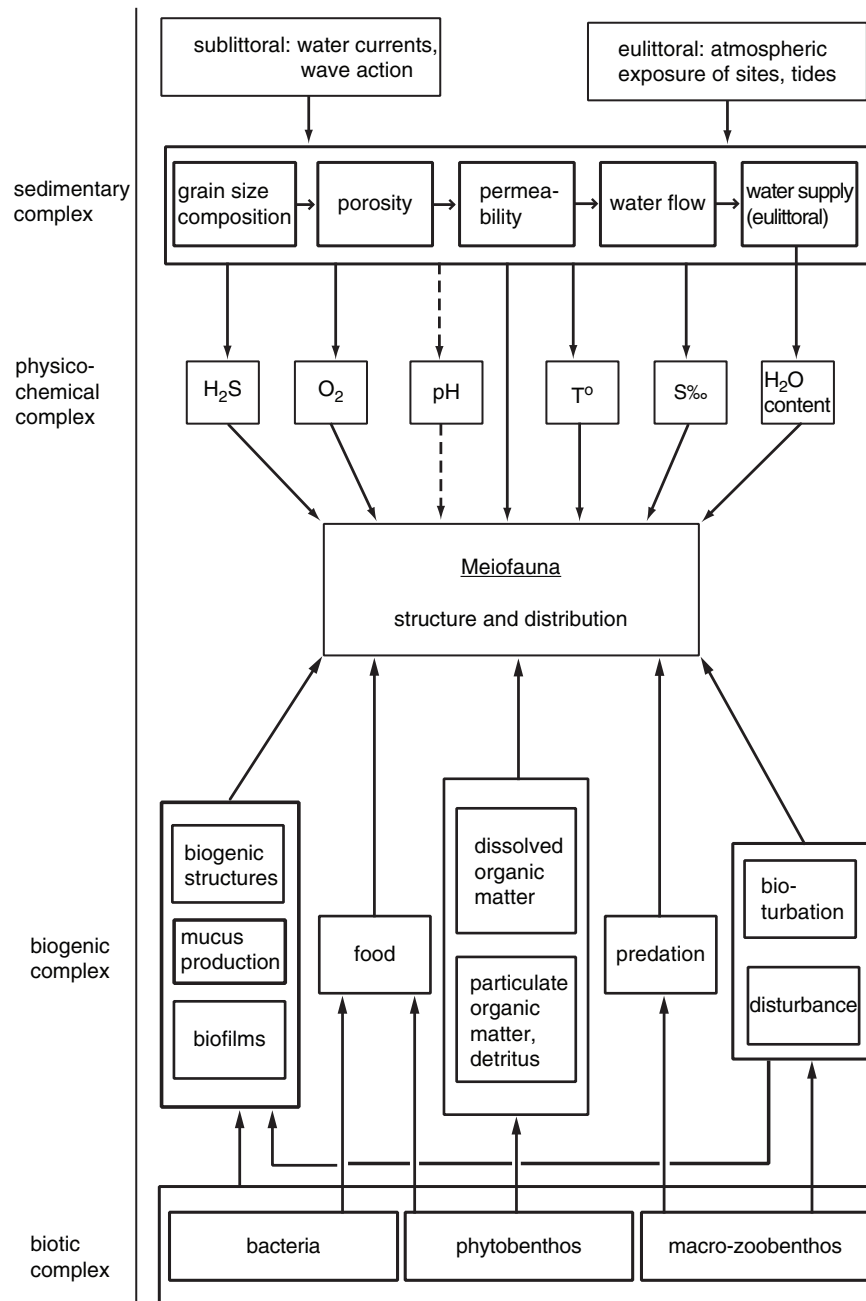 sublittoral: water currents,
wave action
eulittoral: atmospheric
exposure of sites, tides
sedimentary
complex
grain size
composition
porosity
permea-
bility
water flow
water supply
(eulittoral)
physico-
chemical
complex
H₂S
O₂
pH
T⁰
S‰
H₂O
content
Meiofauna
structure and distribution
biogenic
complex
biogenic
structures
mucus
production
biofilms
food
dissolved
organic
matter
particulate
organic
matter,
detritus
predation
bio-
turbation
disturbance
biotic
complex
bacteria
phytobenthos
macro-zoobenthos